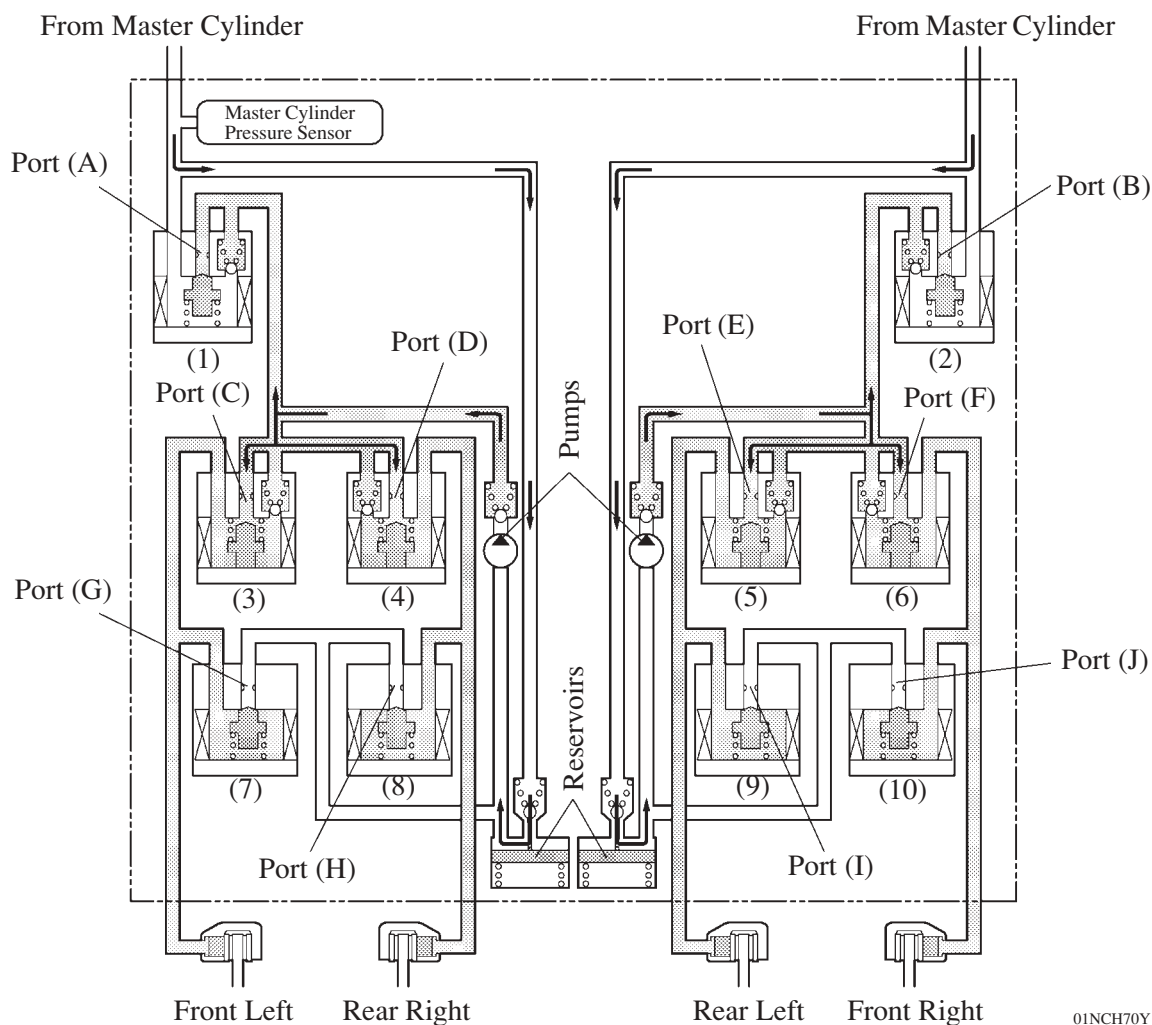 From Master Cylinder
From Master Cylinder
Master Cylinder
Pressure Sensor
Port (A)
Port (B)
(1)
(2)
Port (D)
Port (E)
Port (C)
Port (F)
Pumps
(3)
(4)
(5)
(6)
Port (G)
Port (J)
Reservoirs
(7)
(8)
(9)
(10)
Port (H)
Port (I)
Front Left
Rear Right
Rear Left
Front Right
01NCH70Y